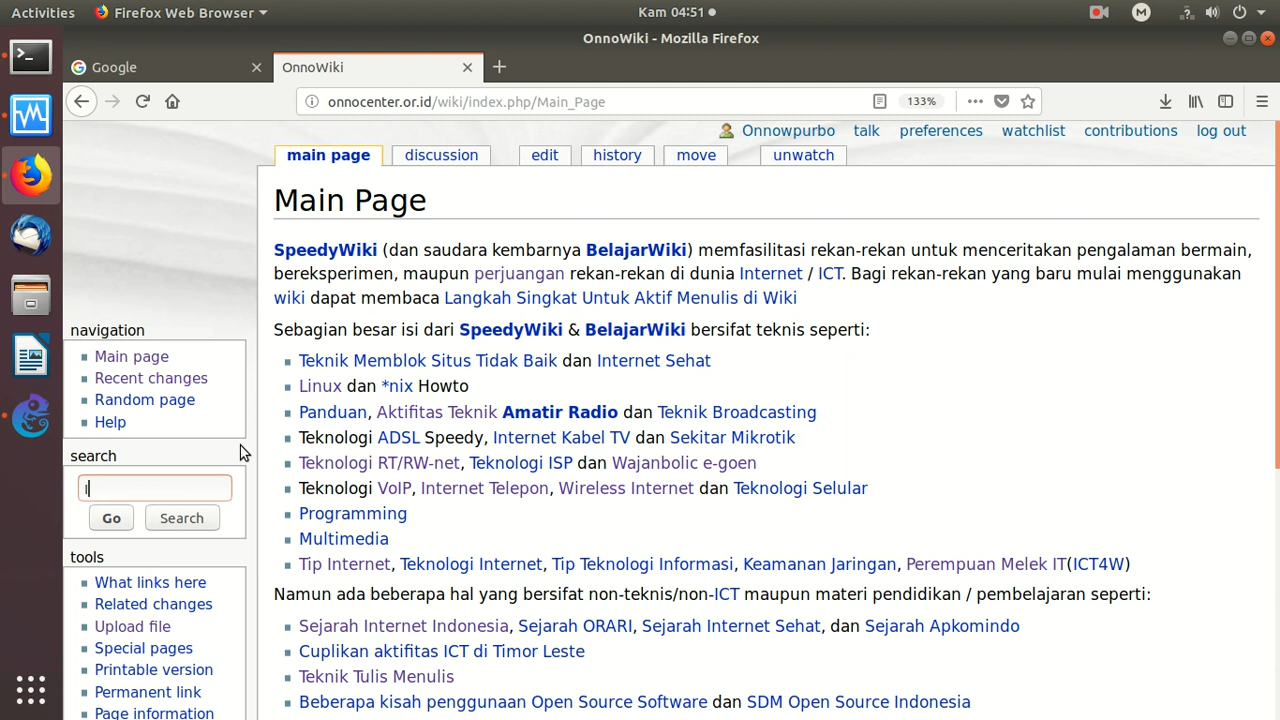 Activities Firefox Web Browser Kam 04:51 M ?
OnnoWiki - Mozilla Firefox
Google OnnoWiki
onnocenter.or.id/wiki/index.php/Main_Page 133%
Onnowpurbo talk preferences watchlist contributions log out
main page discussion edit history move unwatch
Main Page
SpeedyWiki (dan saudara kembarnya BelajarWiki) memfasilitasi rekan-rekan untuk menceritakan pengalaman bermain,
bereksperimen, maupun perjuangan rekan-rekan di dunia Internet / ICT. Bagi rekan-rekan yang baru mulai menggunakan
wiki dapat membaca Langkah Singkat Untuk Aktif Menulis di Wiki
Sebagian besar isi dari SpeedyWiki & BelajarWiki bersifat teknis seperti:
Teknik Memblok Situs Tidak Baik dan Internet Sehat
Linux dan *nix Howto
Panduan, Aktifitas Teknik Amatir Radio dan Teknik Broadcasting
Teknologi ADSL Speedy, Internet Kabel TV dan Sekitar Mikrotik
Teknologi RT/RW-net, Teknologi ISP dan Wajanbolic e-goen
Teknologi VoIP, Internet Telepon, Wireless Internet dan Teknologi Selular
Programming
Multimedia
Tip Internet, Teknologi Internet, Tip Teknologi Informasi, Keamanan Jaringan, Perempuan Melek IT(ICT4W)
Namun ada beberapa hal yang bersifat non-teknis/non-ICT maupun materi pendidikan / pembelajaran seperti:
Sejarah Internet Indonesia, Sejarah ORARI, Sejarah Internet Sehat, dan Sejarah Apkomindo
Cuplikan aktifitas ICT di Timor Leste
Teknik Tulis Menulis
Beberapa kisah penggunaan Open Source Software dan SDM Open Source Indonesia
navigation
Main page
Recent changes
Random page
Help
search
Go Search
tools
What links here
Related changes
Upload file
Special pages
Printable version
Permanent link
Page information